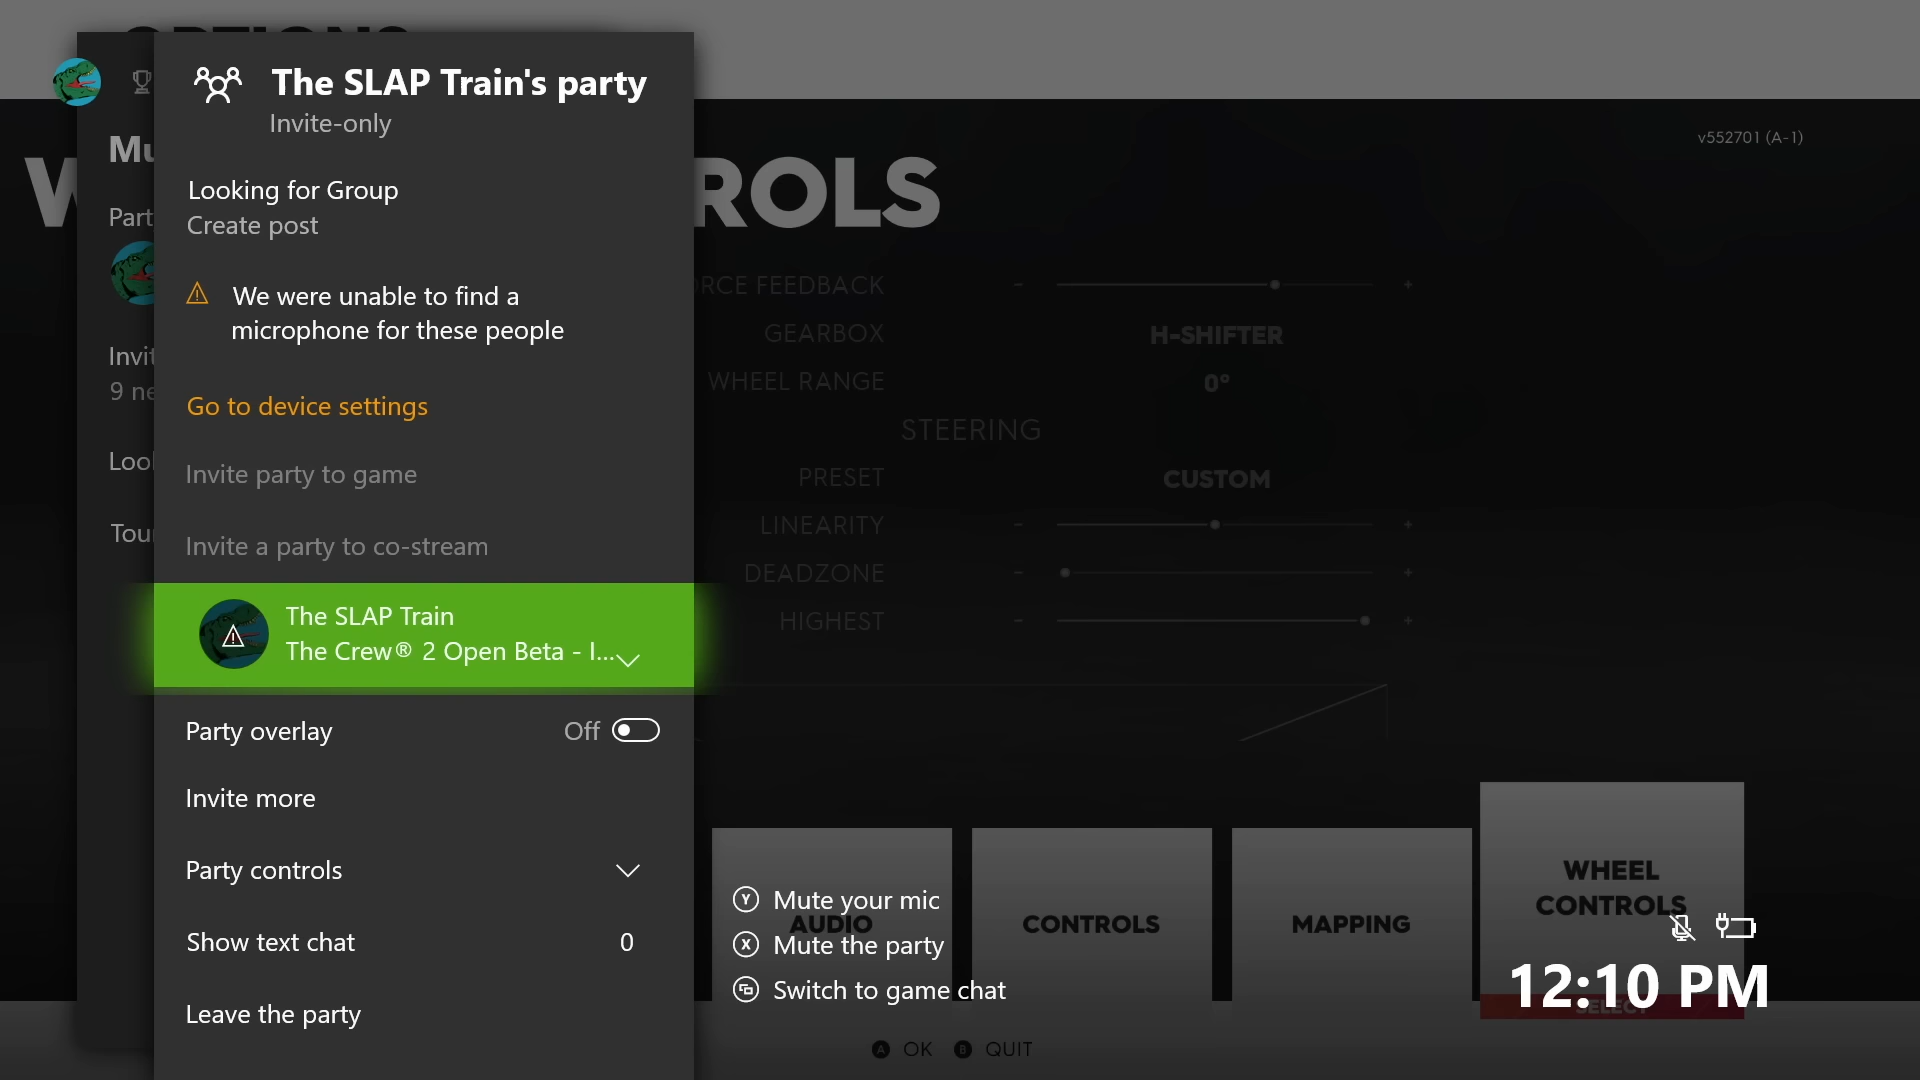 The SLAP Train's party
Invite-only
Looking for Group
Create post
We were unable to find a
microphone for these people
Go to device settings
Invite party to game
Invite a party to co-stream
The SLAP Train
The Crew® 2 Open Beta - I...
Party overlay
Off
Invite more
Party controls
Show text chat
0
Leave the party
OPTIONS
Mu
Part
Invit
9 ne
Loo
Tour
v552701 (A-1)
W
ROLS
RCE FEEDBACK
GEARBOX
H-SHIFTER
WHEEL RANGE
0°
STEERING
PRESET
CUSTOM
LINEARITY
DEADZONE
HIGHEST
AUDIO
CONTROLS
MAPPING
WHEEL
CONTROLS
Y Mute your mic
X Mute the party
Switch to game chat
12:10 PM
SELECT
A OK B QUIT